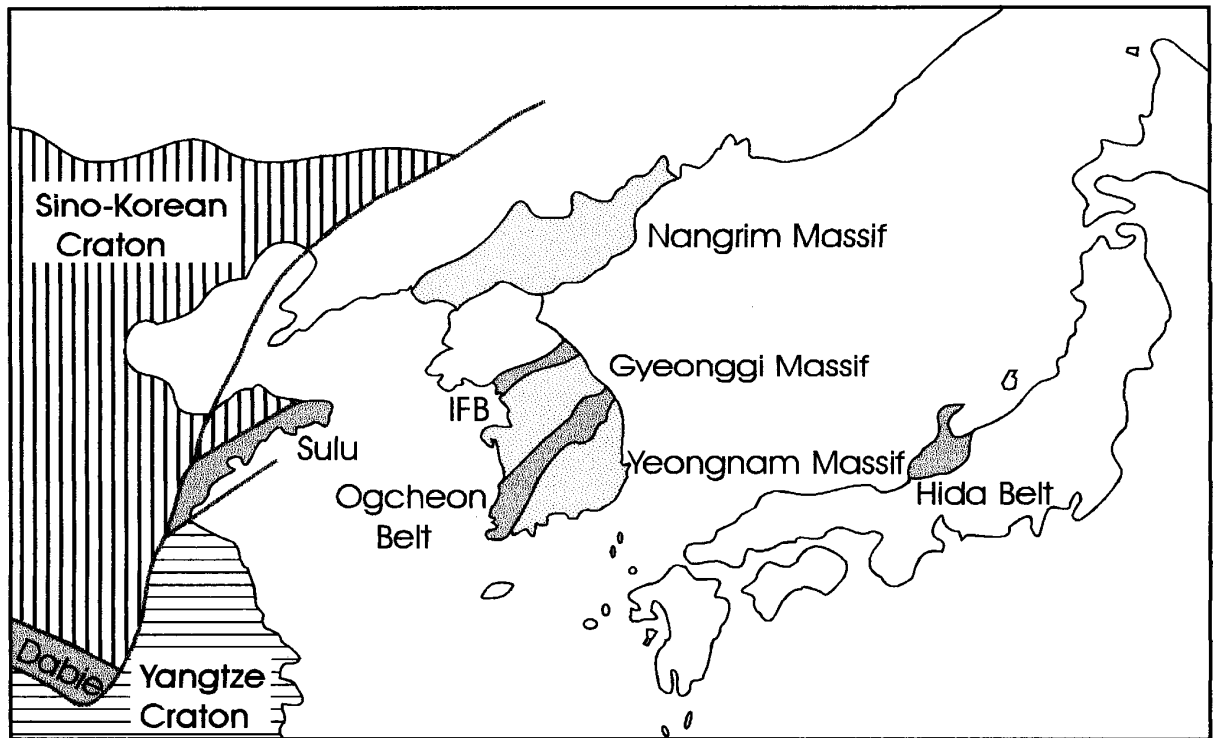 Sino-Korean
Craton
Nangrim Massif
Gyeonggi Massif
IFB
Sulu
Yeongnam Massif
Ogcheon
Belt
Hida Belt
Dabie
Yangtze
Craton